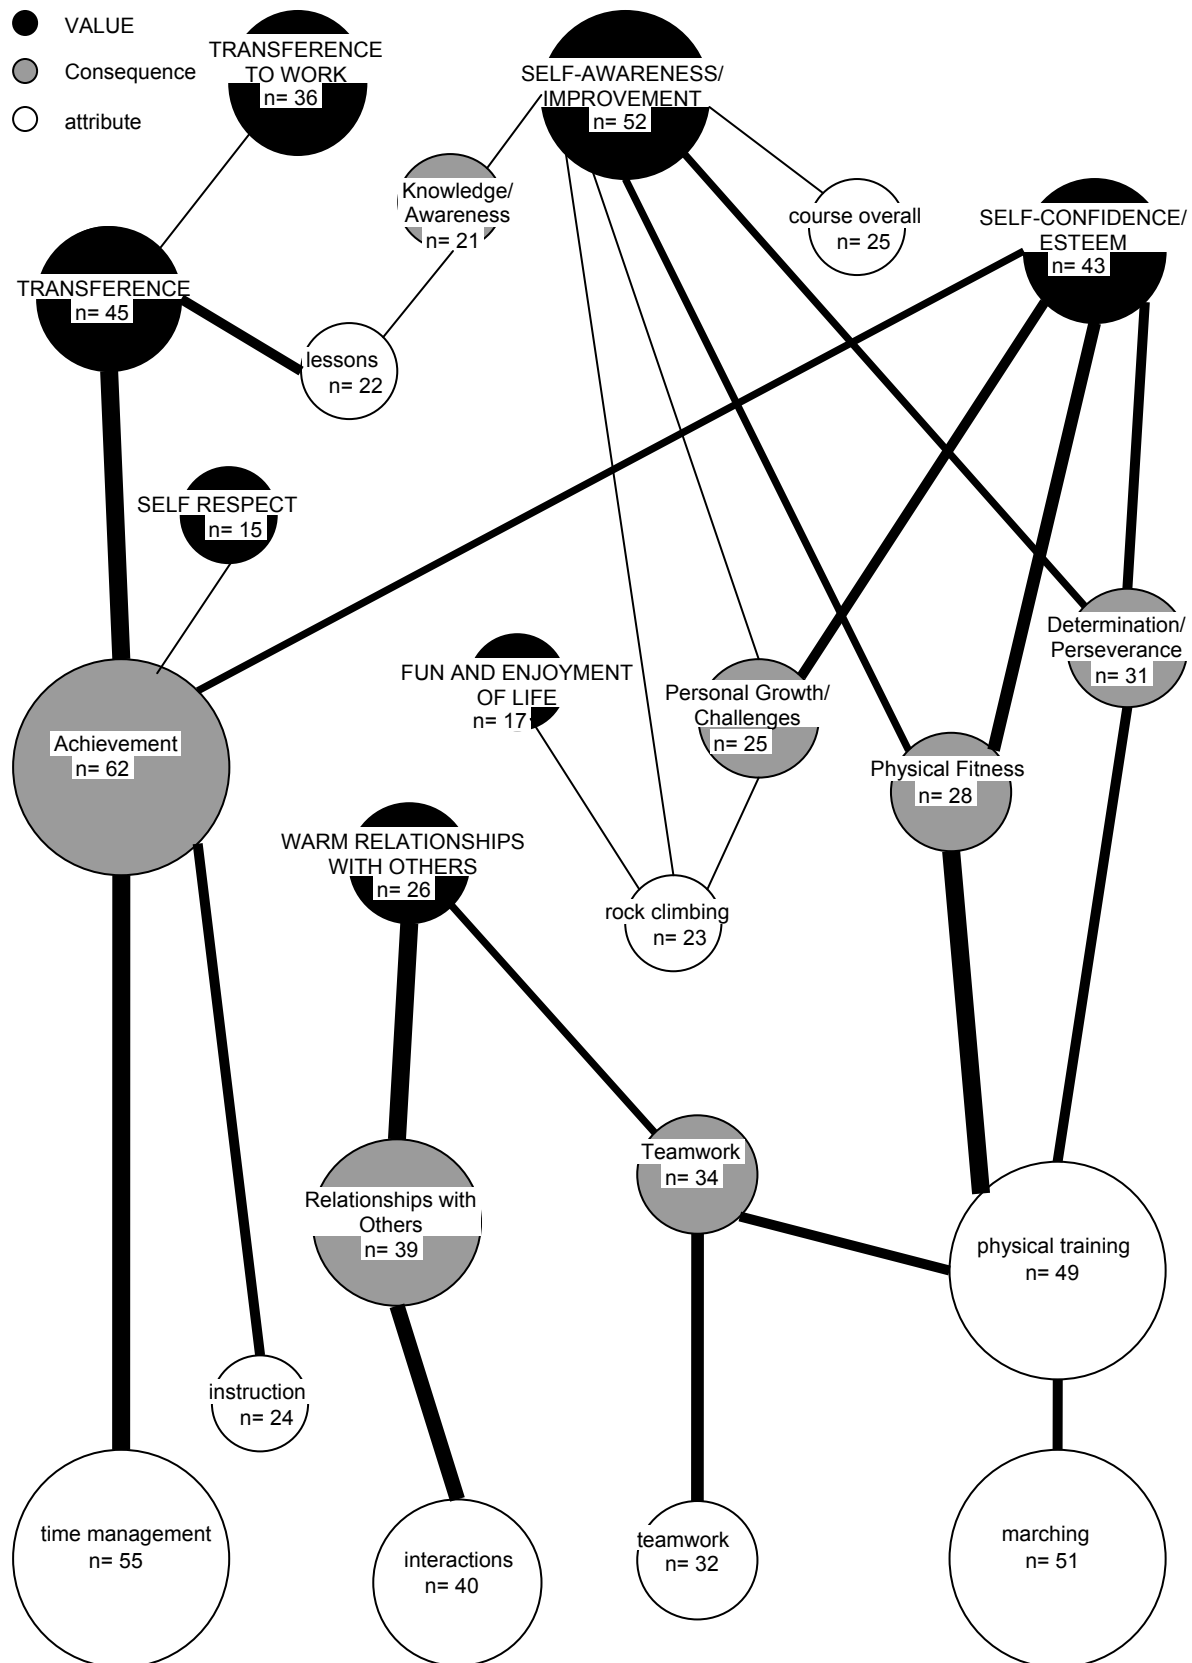 VALUE
Consequence
attribute
TRANSFERENCE
TO WORK
n= 36
SELF-AWARENESS/
IMPROVEMENT
n= 52
Knowledge/
Awareness
n= 21
course overall
n= 25
SELF-CONFIDENCE/
ESTEEM
n= 43
TRANSFERENCE
n= 45
lessons
n= 22
SELF RESPECT
n= 15
Determination/
Perseverance
n= 31
FUN AND ENJOYMENT
OF LIFE
n= 17
Personal Growth/
Challenges
n= 25
Achievement
n= 62
Physical Fitness
n= 28
WARM RELATIONSHIPS
WITH OTHERS
n= 26
rock climbing
n= 23
Teamwork
n= 34
Relationships with
Others
n= 39
physical training
n= 49
instruction
n= 24
time management
n= 55
interactions
n= 40
teamwork
n= 32
marching
n= 51